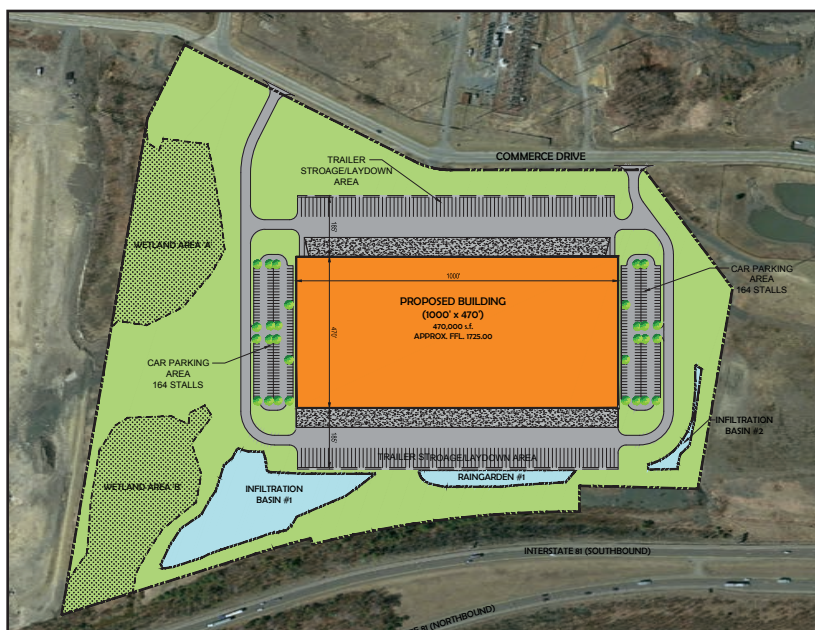 COMMERCE DRIVE
TRAILER
STROAGE/LAYDOWN
AREA
185'
WETLAND AREA 'A'
1000'
CAR PARKING
AREA
164 STALLS
PROPOSED BUILDING
(1000' x 470')
470,000 s.f.
APPROX. FFL. 1725.00
470'
CAR PARKING
AREA
164 STALLS
INFILTRATION
BASIN #2
185'
TRAILER STROAGE/LAYDOWN AREA
RAINGARDEN #1
WETLAND AREA 'B'
INFILTRATION
BASIN #1
INTERSTATE 81 (SOUTHBOUND)
81 (NORTHBOUND)